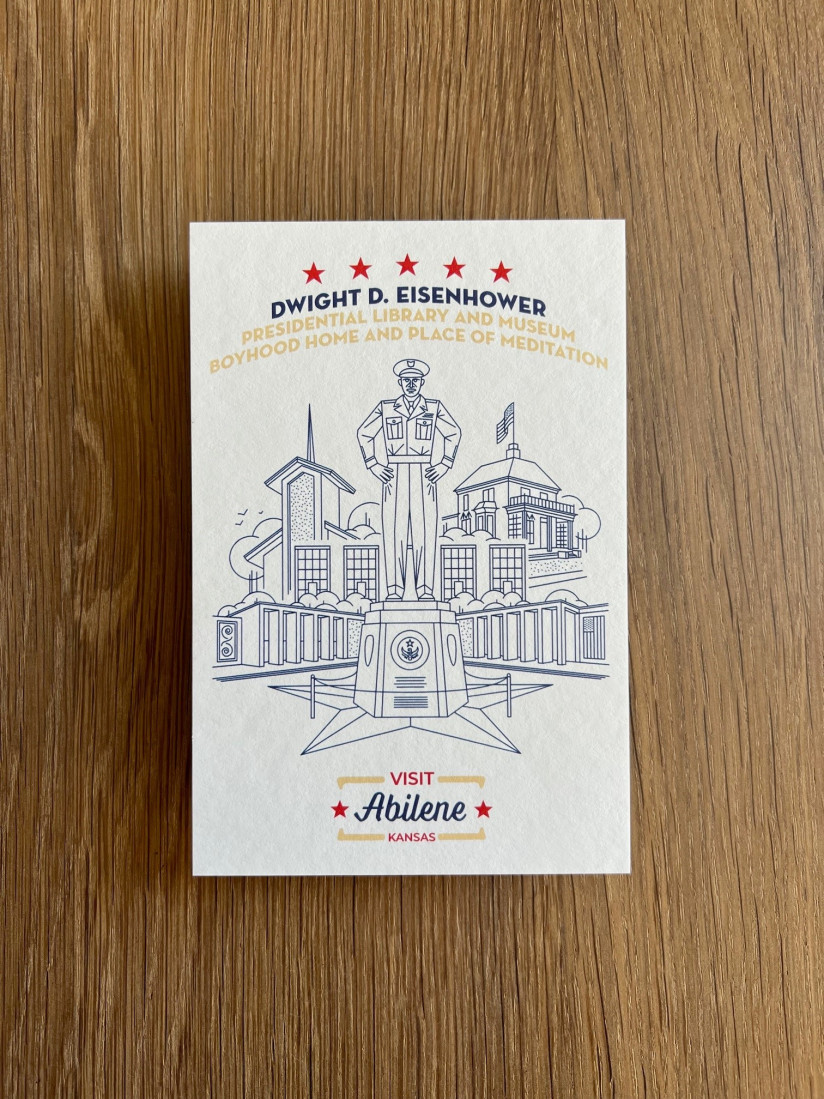 DWIGHT D. EISENHOWER
PRESIDENTIAL LIBRARY AND MUSEUM
BOYHOOD HOME AND PLACE OF MEDITATION
VISIT
Abilene
KANSAS